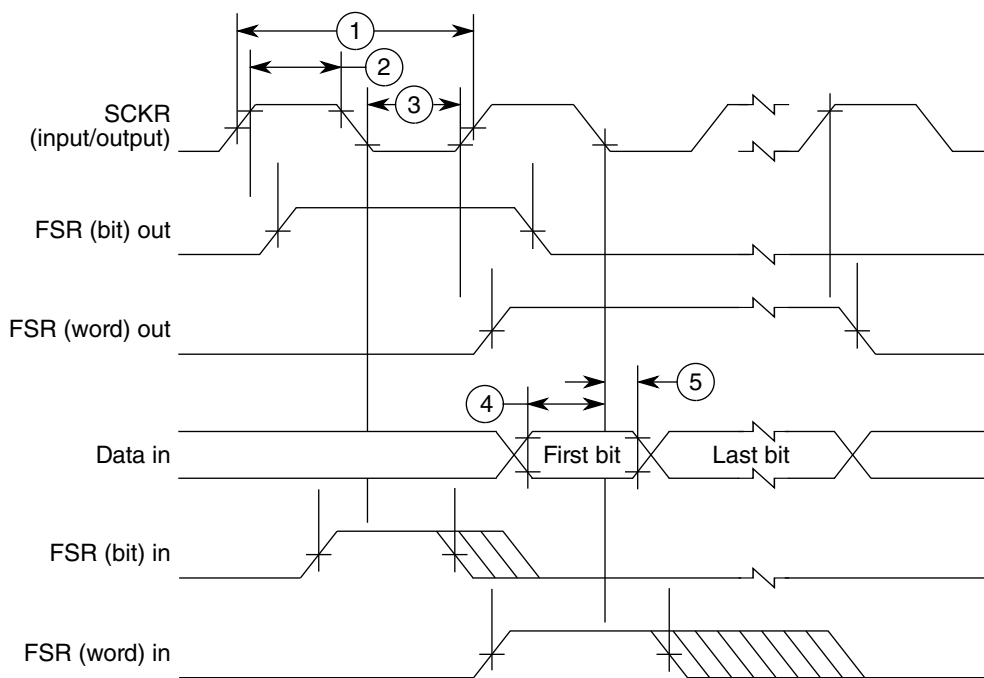 1
2
3
SCKR
(input/output)
FSR (bit) out
FSR (word) out
4
5
Data in
First bit
Last bit
FSR (bit) in
FSR (word) in